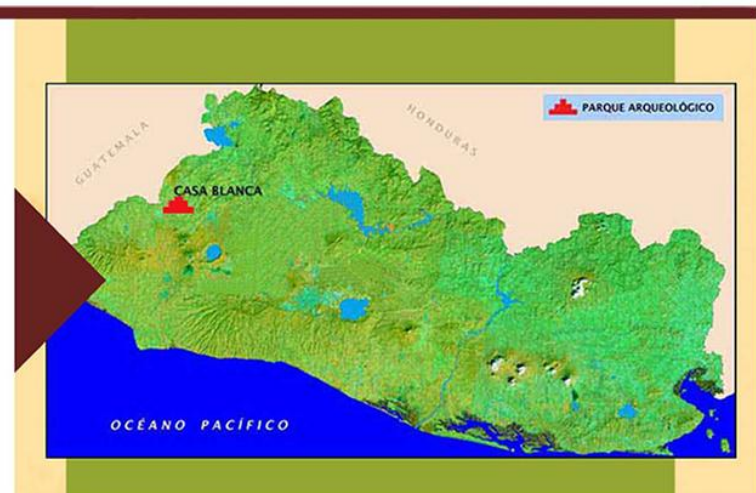 PARQUE ARQUEOLÓGICO
GUATEMALA
HONDURAS
CASA BLANCA
OCÉANO PACÍFICO